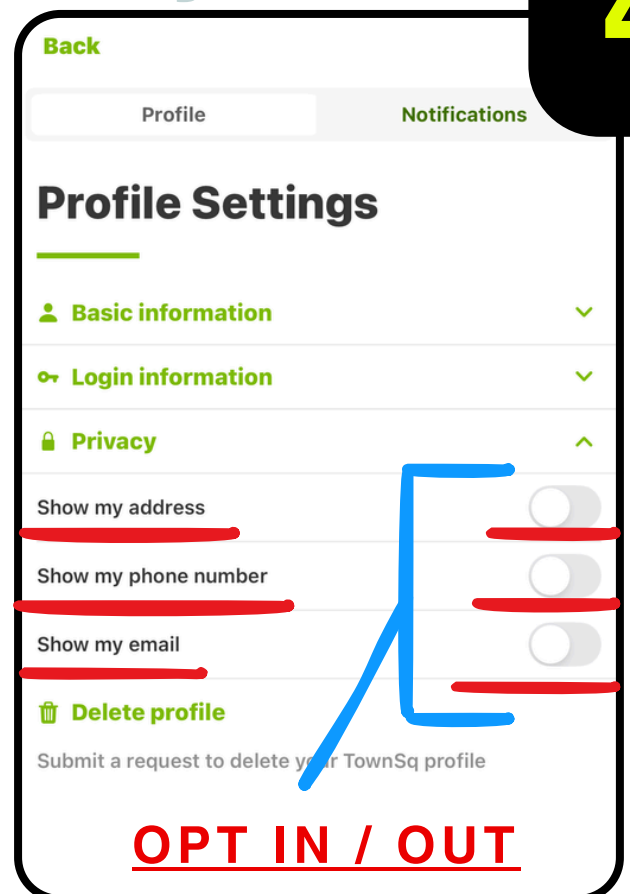 Back
Profile Notifications
Profile Settings
Basic information
Login information
Privacy
Show my address
Show my phone number
Show my email
Delete profile
Submit a request to delete your TownSq profile
OPT IN / OUT